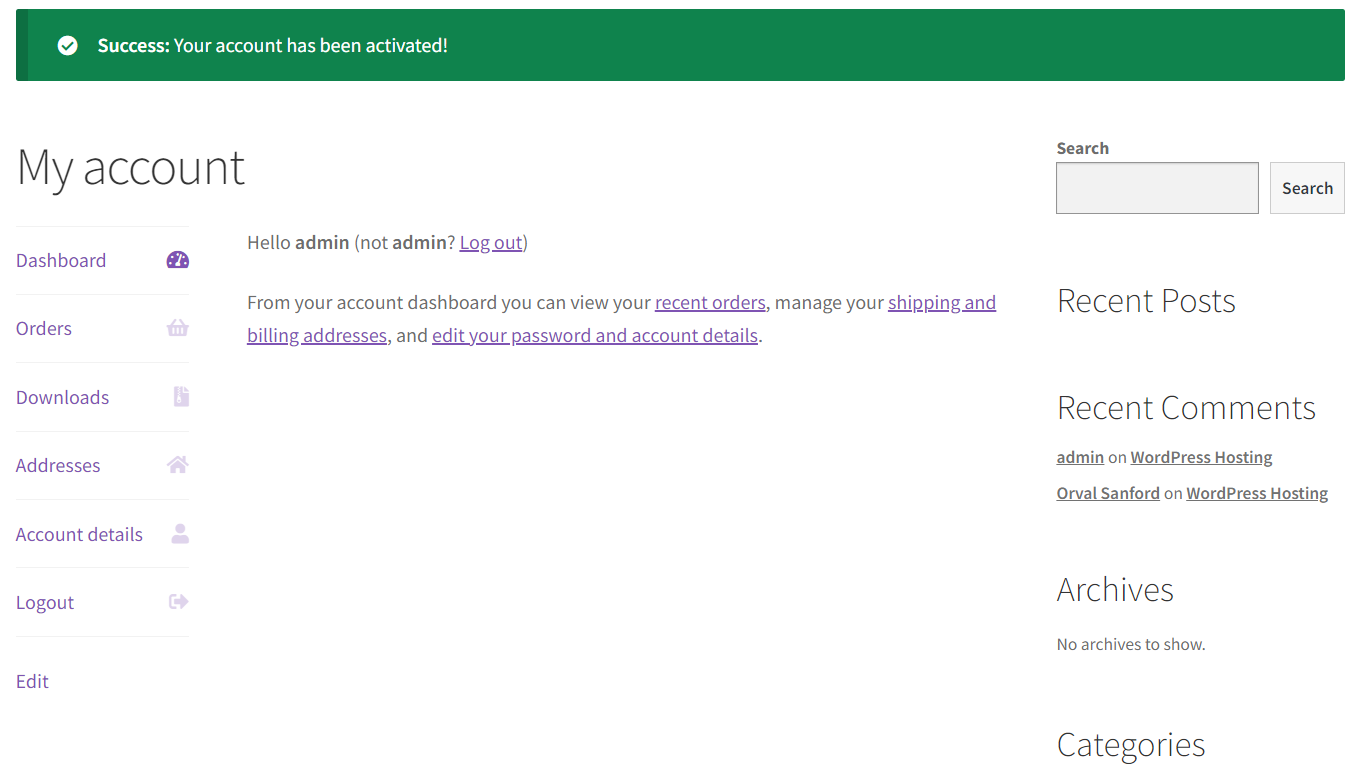 Success: Your account has been activated!
My account
Dashboard
Orders
Downloads
Addresses
Account details
Logout
Edit
Hello admin (not admin? Log out)
From your account dashboard you can view your recent orders, manage your shipping and
billing addresses, and edit your password and account details.
Search
Search
Recent Posts
Recent Comments
admin on WordPress Hosting
Orval Sanford on WordPress Hosting
Archives
No archives to show.
Categories